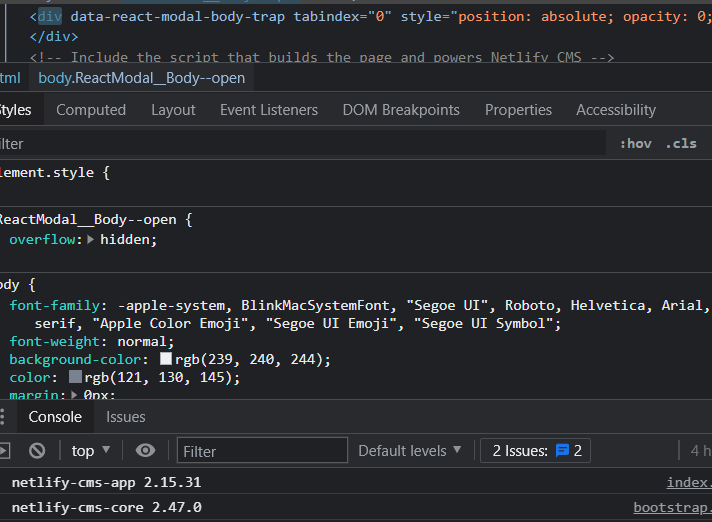 <div data-react-modal-body-trap tabindex="0" style="position: absolute; opacity: 0;
</div>
<!-- Include the script that builds the page and powers Netlify CMS -->
tml body.ReactModal__Body--open
tyles Computed Layout Event Listeners DOM Breakpoints Properties Accessibility
ilter :hov .cls
lement.style {
ReactModal__Body--open {
overflow: hidden;
ody {
font-family: -apple-system, BlinkMacSystemFont, "Segoe UI", Roboto, Helvetica, Arial,
serif, "Apple Color Emoji", "Segoe UI Emoji", "Segoe UI Symbol";
font-weight: normal;
background-color: rgb(239, 240, 244);
color: rgb(121, 130, 145);
margin: 0px;
Console Issues
top Filter Default levels 2 Issues: 2 4 h
netlify-cms-app 2.15.31 index.
netlify-cms-core 2.47.0 bootstrap.